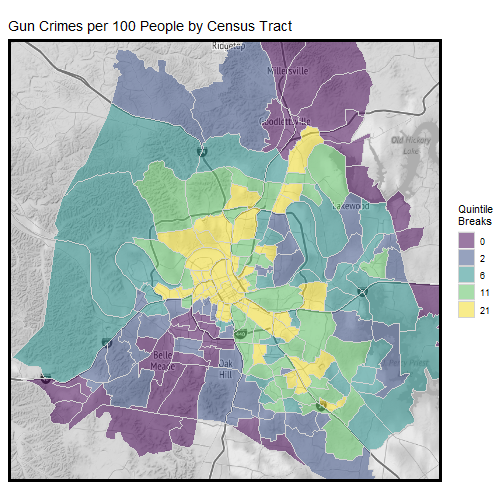 Gun Crimes per 100 People by Census Tract
Ridgetop
Millersville
Goodlettsville
Old Hickory
Lake
Lakewood
Quintile
Breaks
0
2
6
11
21
440
Belle
Meade
Oak
Hill